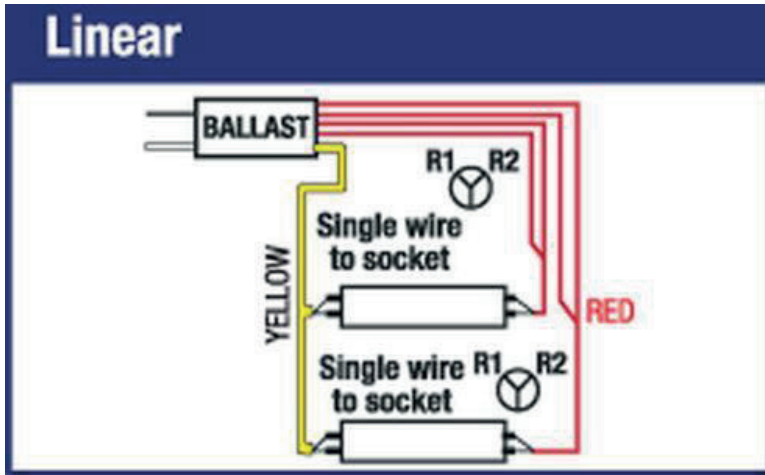 Linear
BALLAST
R1 R2
Single wire
to socket
YELLOW
RED
Single wire
to socket
R1 R2